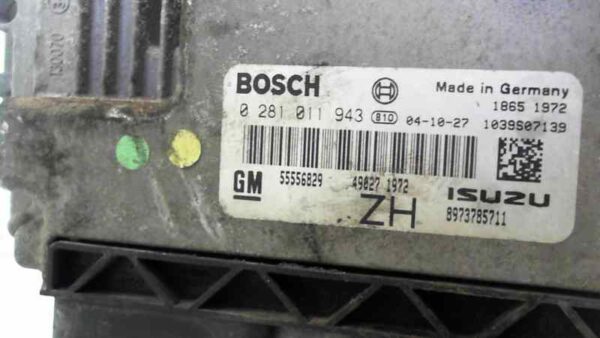 BOSCH
Made in Germany
1865 1972
0 281 011 943 810 04-10-27 1039S07139
GM 55556829 49027 1972 ISUZU
ZH 8973785711